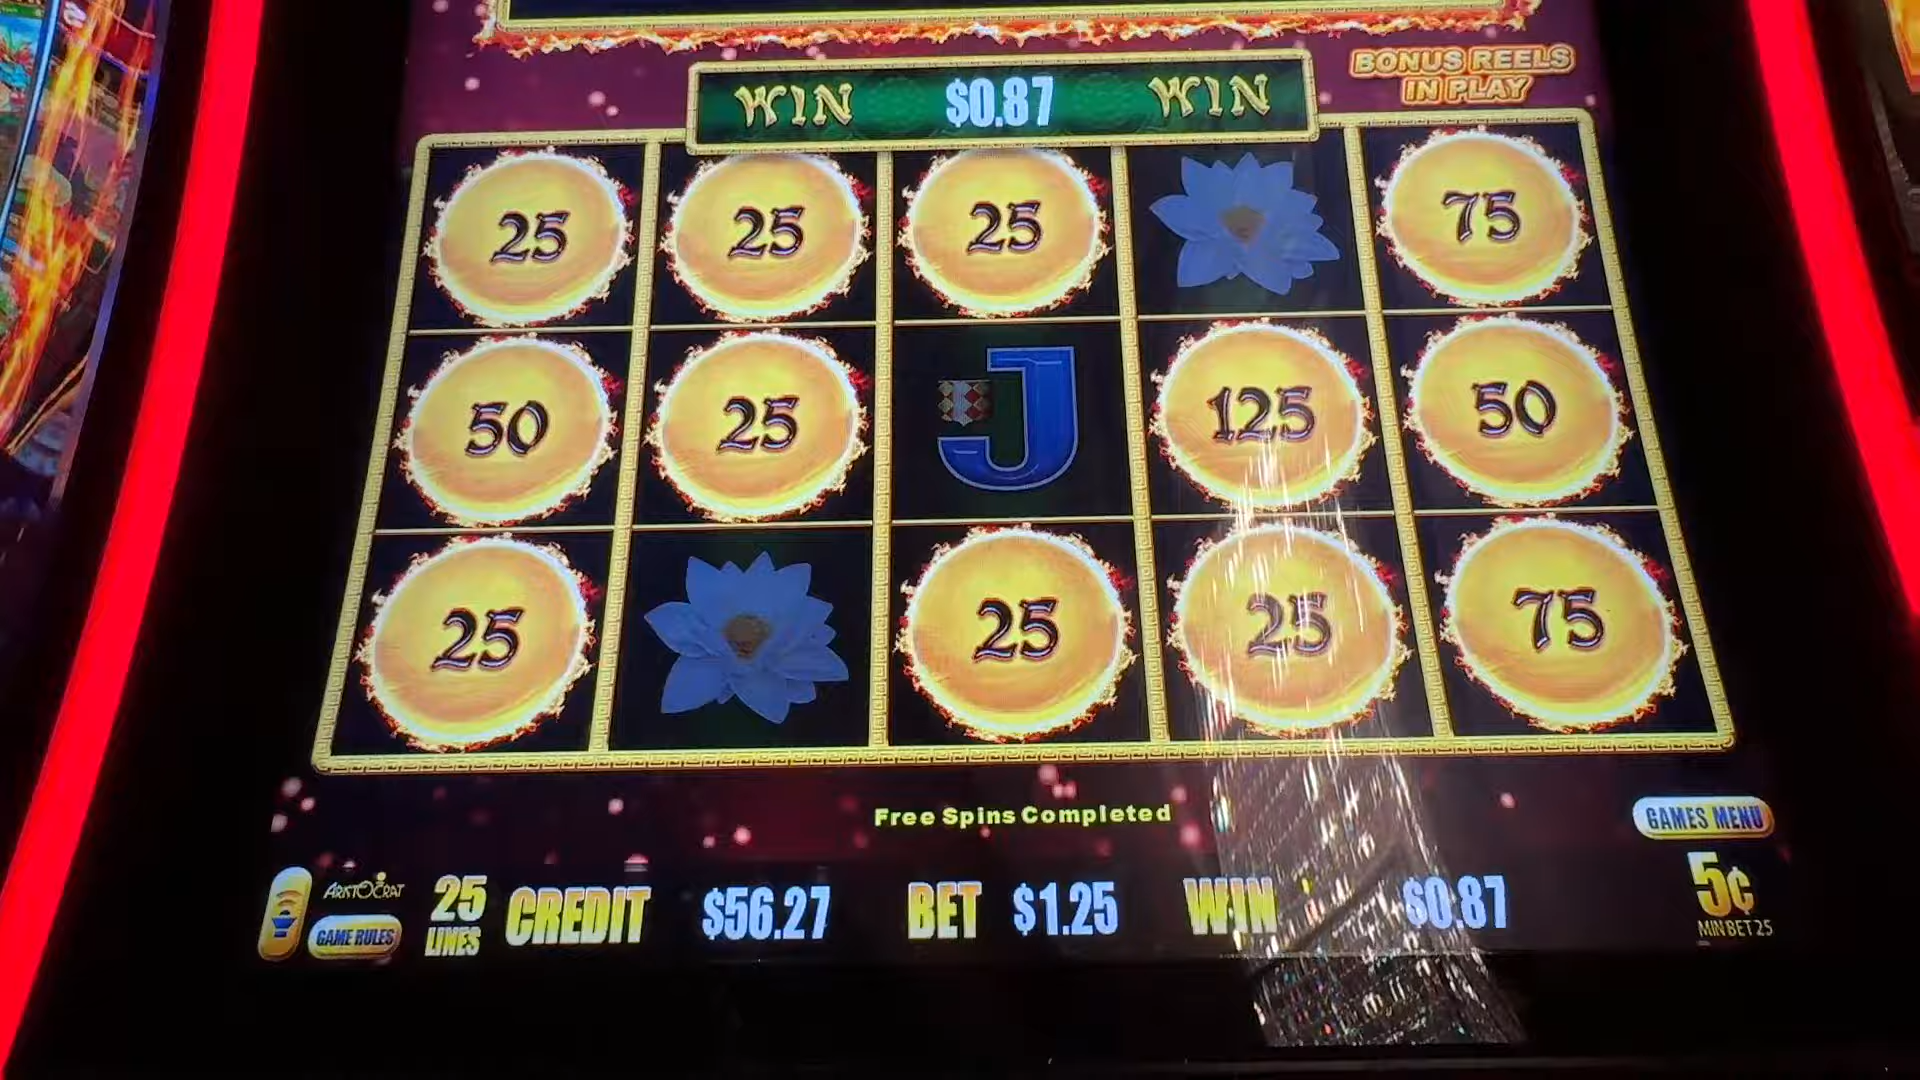 BONUS REELS
IN PLAY
WIN $0.87 WIN
25 25 25 75
50 25 J 125 50
25 25 25 75
Free Spins Completed
GAMES MENU
ARISTOCRAT
GAME RULES
25 LINES
CREDIT $56.27
BET $1.25
WIN $0.87
5¢
MIN BET 25